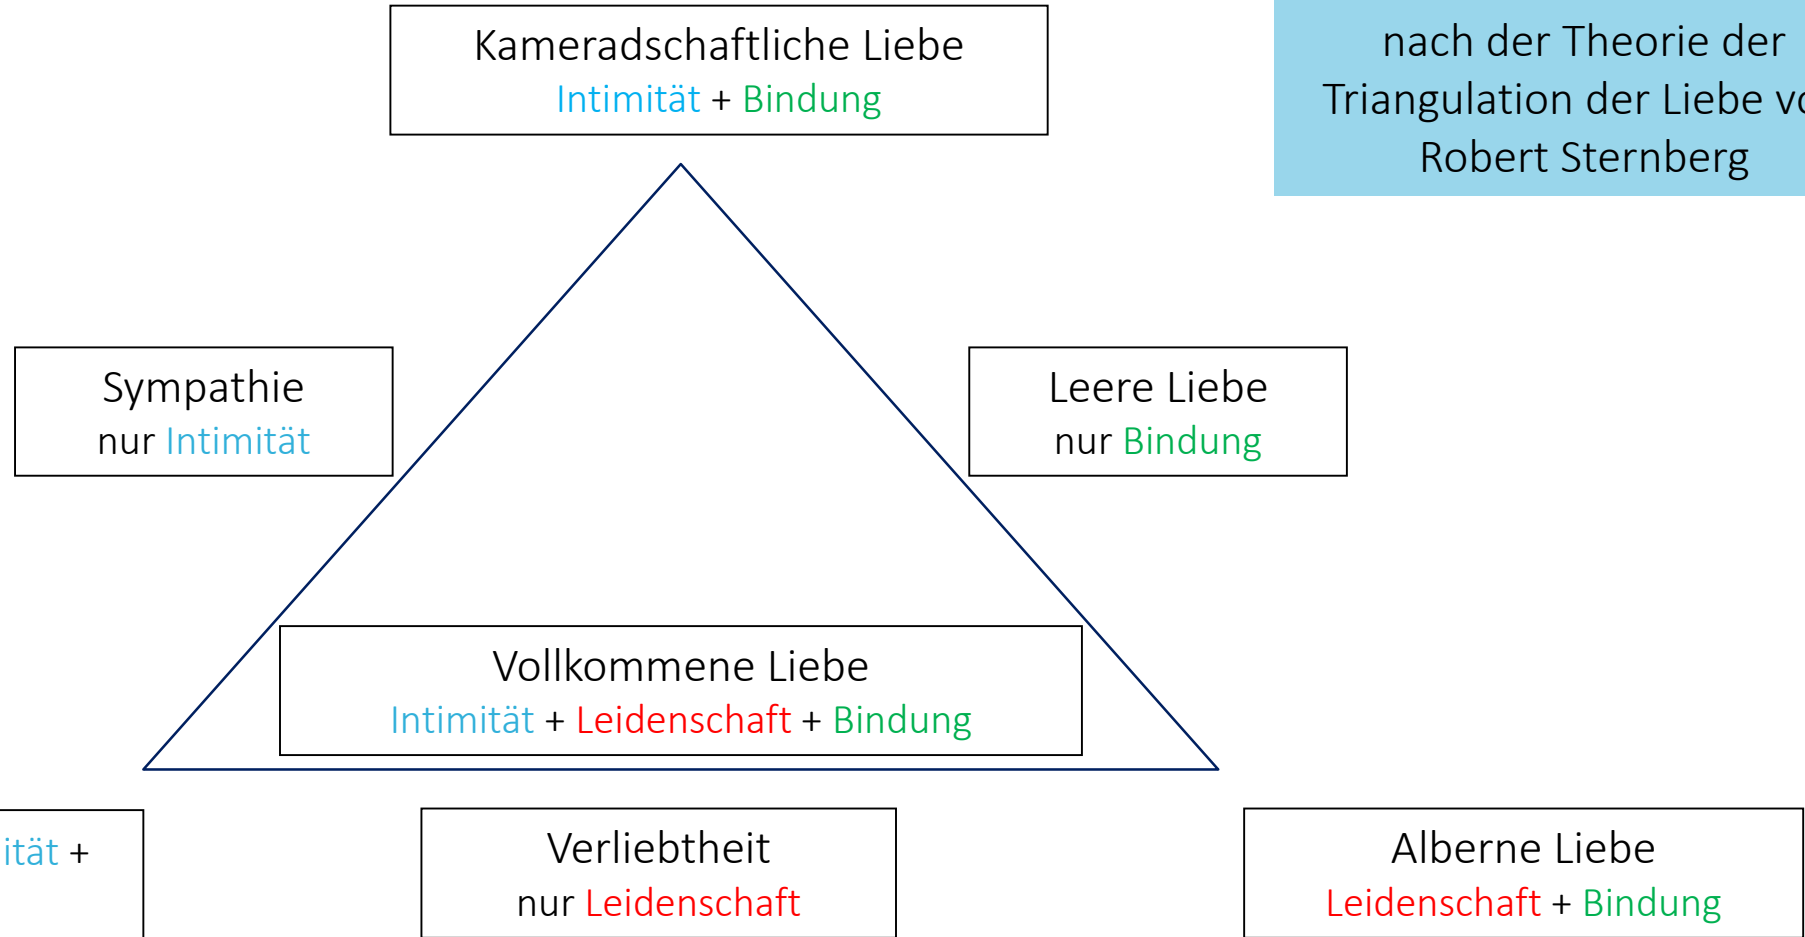 Kameradschaftliche Liebe
Intimität + Bindung
nach der Theorie der
Triangulation der Liebe
Robert Sternberg
Sympathie
nur Intimität
Leere Liebe
nur Bindung
Vollkommene Liebe
Intimität + Leidenschaft + Bindung
ität +
Verliebtheit
nur Leidenschaft
Alberne Liebe
Leidenschaft + Bindung